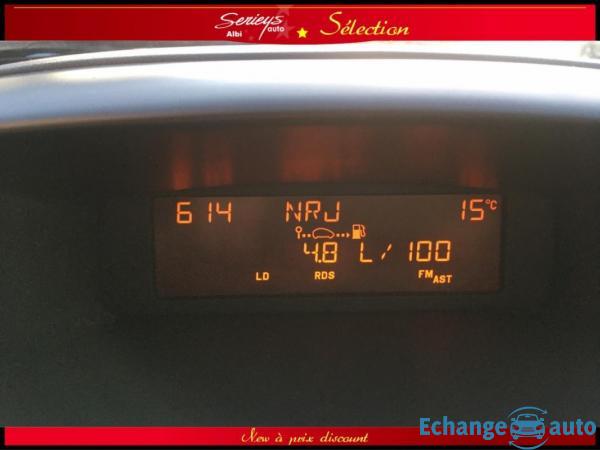 Serieys
auto
Albi
Sélection
614 NRJ 15°C
4.8 L/100
LD RDS FM AST
New à prix discount
Echange auto